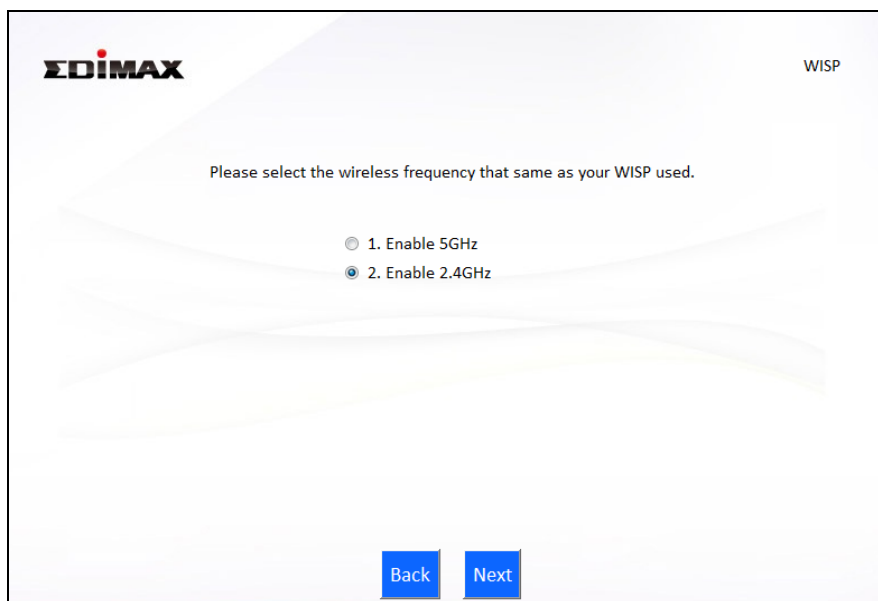 EDIMAX
WISP
Please select the wireless frequency that same as your WISP used.
1. Enable 5GHz
2. Enable 2.4GHz
Back
Next